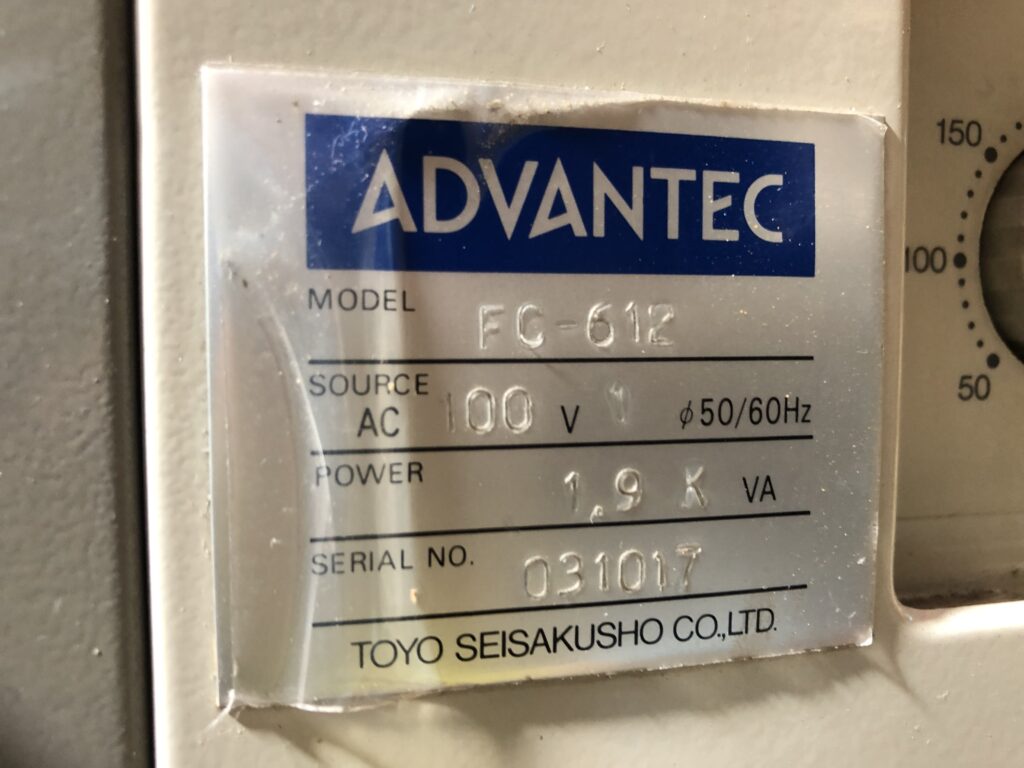 ADVANTEC
MODEL FC-612
SOURCE
AC 100 V 1 φ50/60Hz
POWER 1.9 K VA
SERIAL NO. 031017
TOYO SEISAKUSHO CO.,LTD.
150
100
50